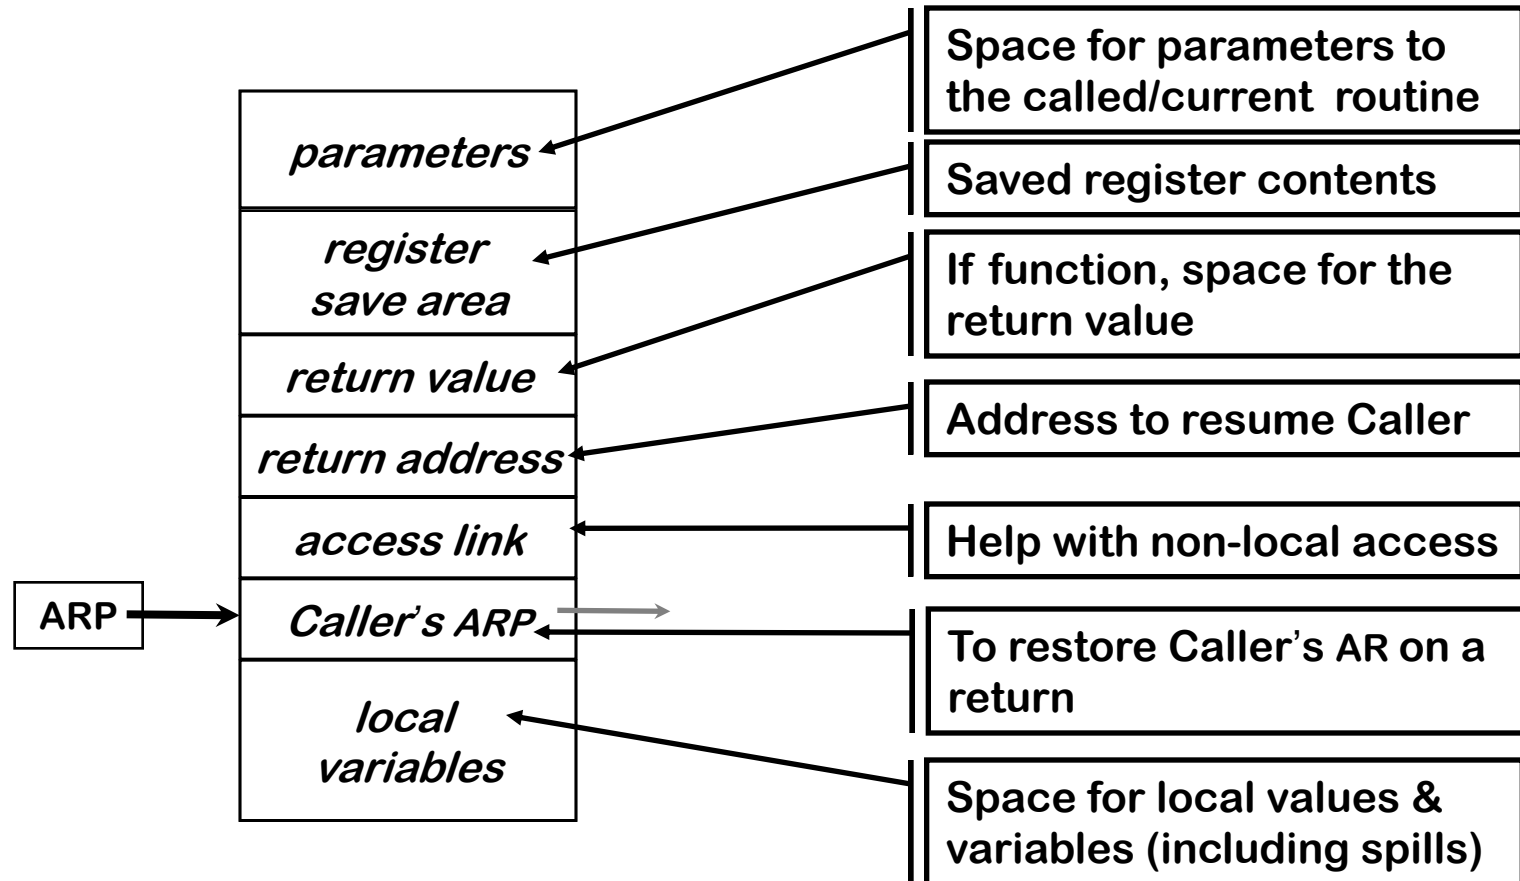 parameters
register
save area
return value
return address
access link
ARP
Caller's ARP
local
variables
Space for parameters to
the called/current routine
Saved register contents
If function, space for the
return value
Address to resume Caller
Help with non-local access
To restore Caller's AR on a
return
Space for local values &
variables (including spills)